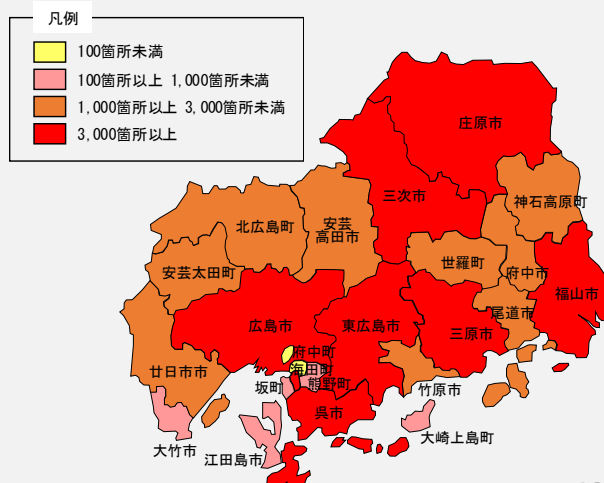 凡例
100箇所未満
100箇所以上 1,000箇所未満
1,000箇所以上 3,000箇所未満
3,000箇所以上
庄原市
三次市
神石高原町
北広島町
安芸
高田市
世羅町
府中市
安芸太田町
福山市
尾道市
広島市
東広島市
三原市
府中町
海田町
廿日市市
熊野町
坂町
竹原市
呉市
大崎上島町
大竹市
江田島市